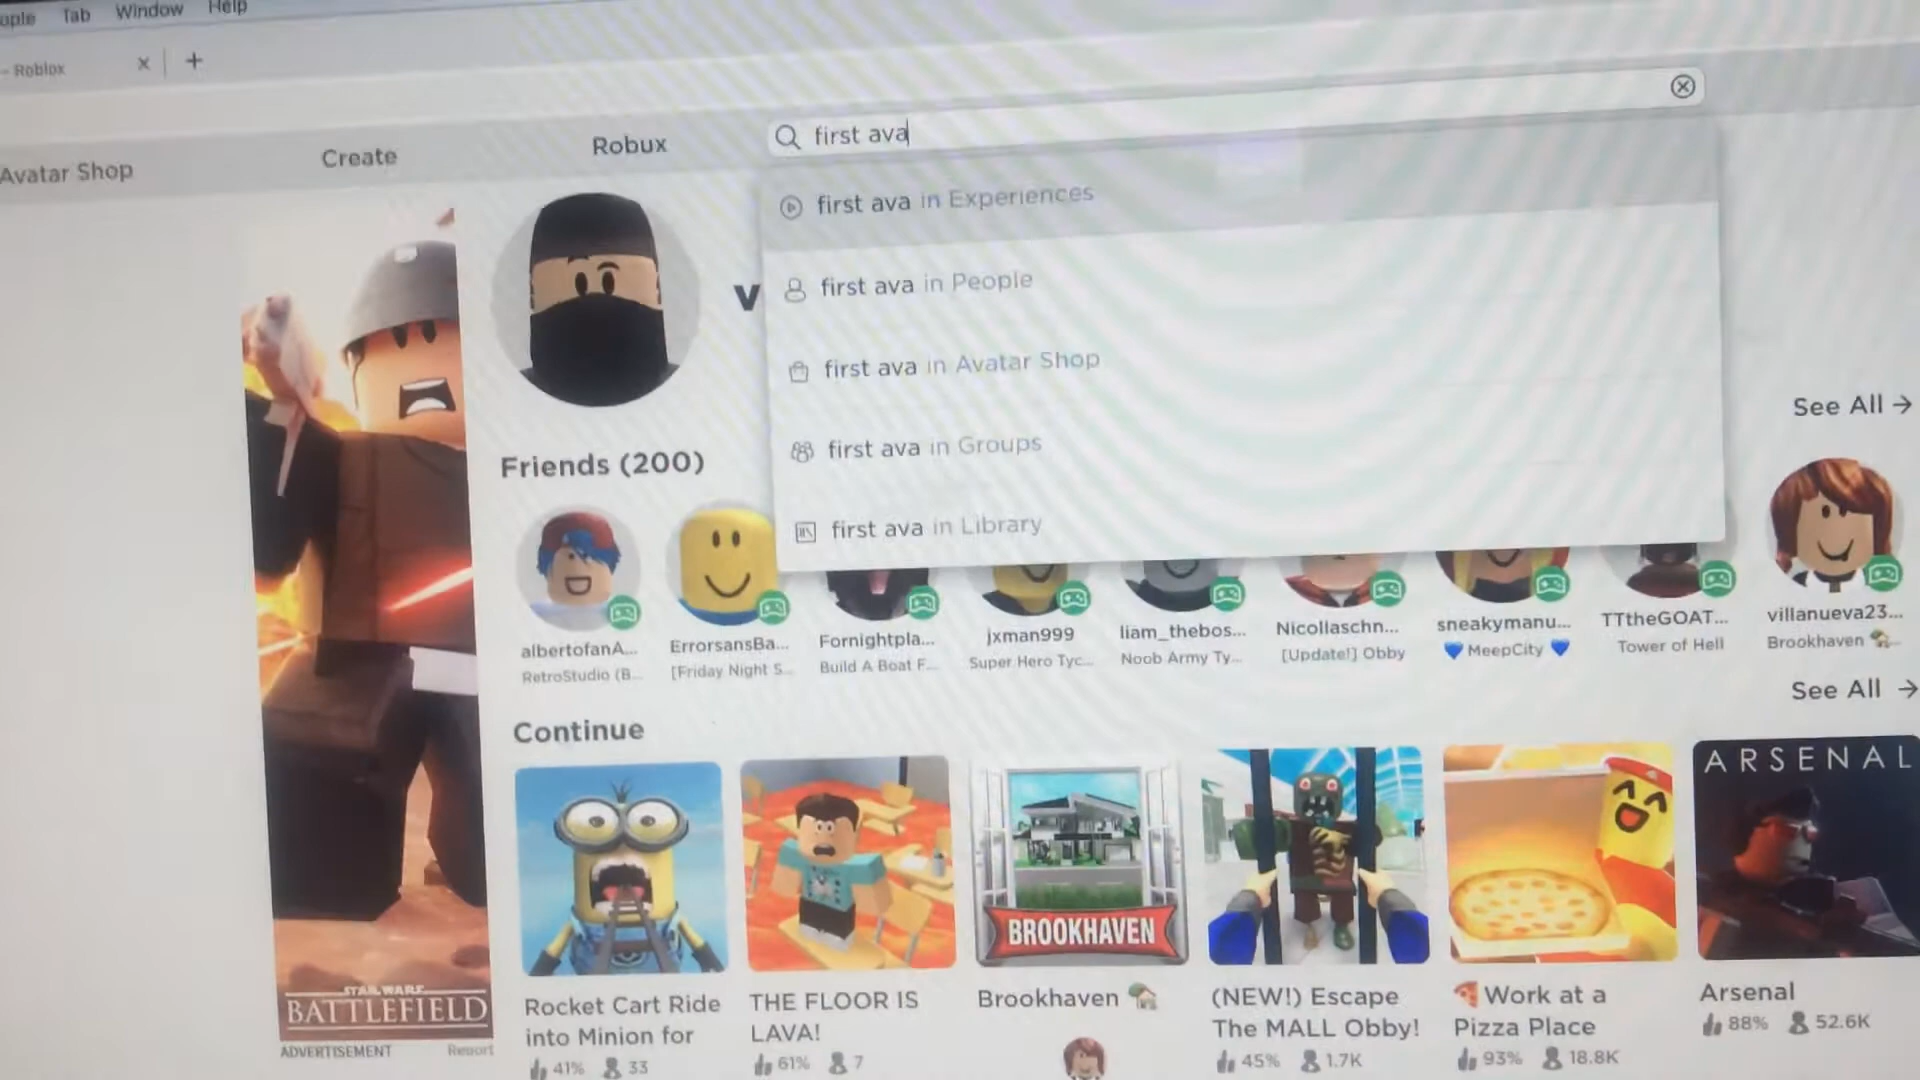 ople Tab Window Help
- Roblox
Avatar Shop Create Robux first ava
first ava in Experiences
first ava in People
first ava in Avatar Shop
first ava in Groups
first ava in Library
V
See All →
Friends (200)
albertofanA... ErrorsansBa... Fornightpla... jxman999 liam_thebos... Nicollaschn... sneakymanu... TTtheGOAT... villanueva23...
RetroStudio (B... [Friday Night S... Build A Boat F... Super Hero Tyc... Noob Army Ty... [Update!] Obby 💙 MeepCity 💙 Tower of Hell Brookhaven 🏡...
See All →
Continue
BROOKHAVEN
ARSENAL
STAR WARS
BATTLEFIELD
ADVERTISEMENT Report
Rocket Cart Ride
into Minion for
41% 33
THE FLOOR IS
LAVA!
61% 7
Brookhaven 🏡
(NEW!) Escape
The MALL Obby!
45% 1.7K
🍕Work at a
Pizza Place
93% 18.8K
Arsenal
88% 52.6K